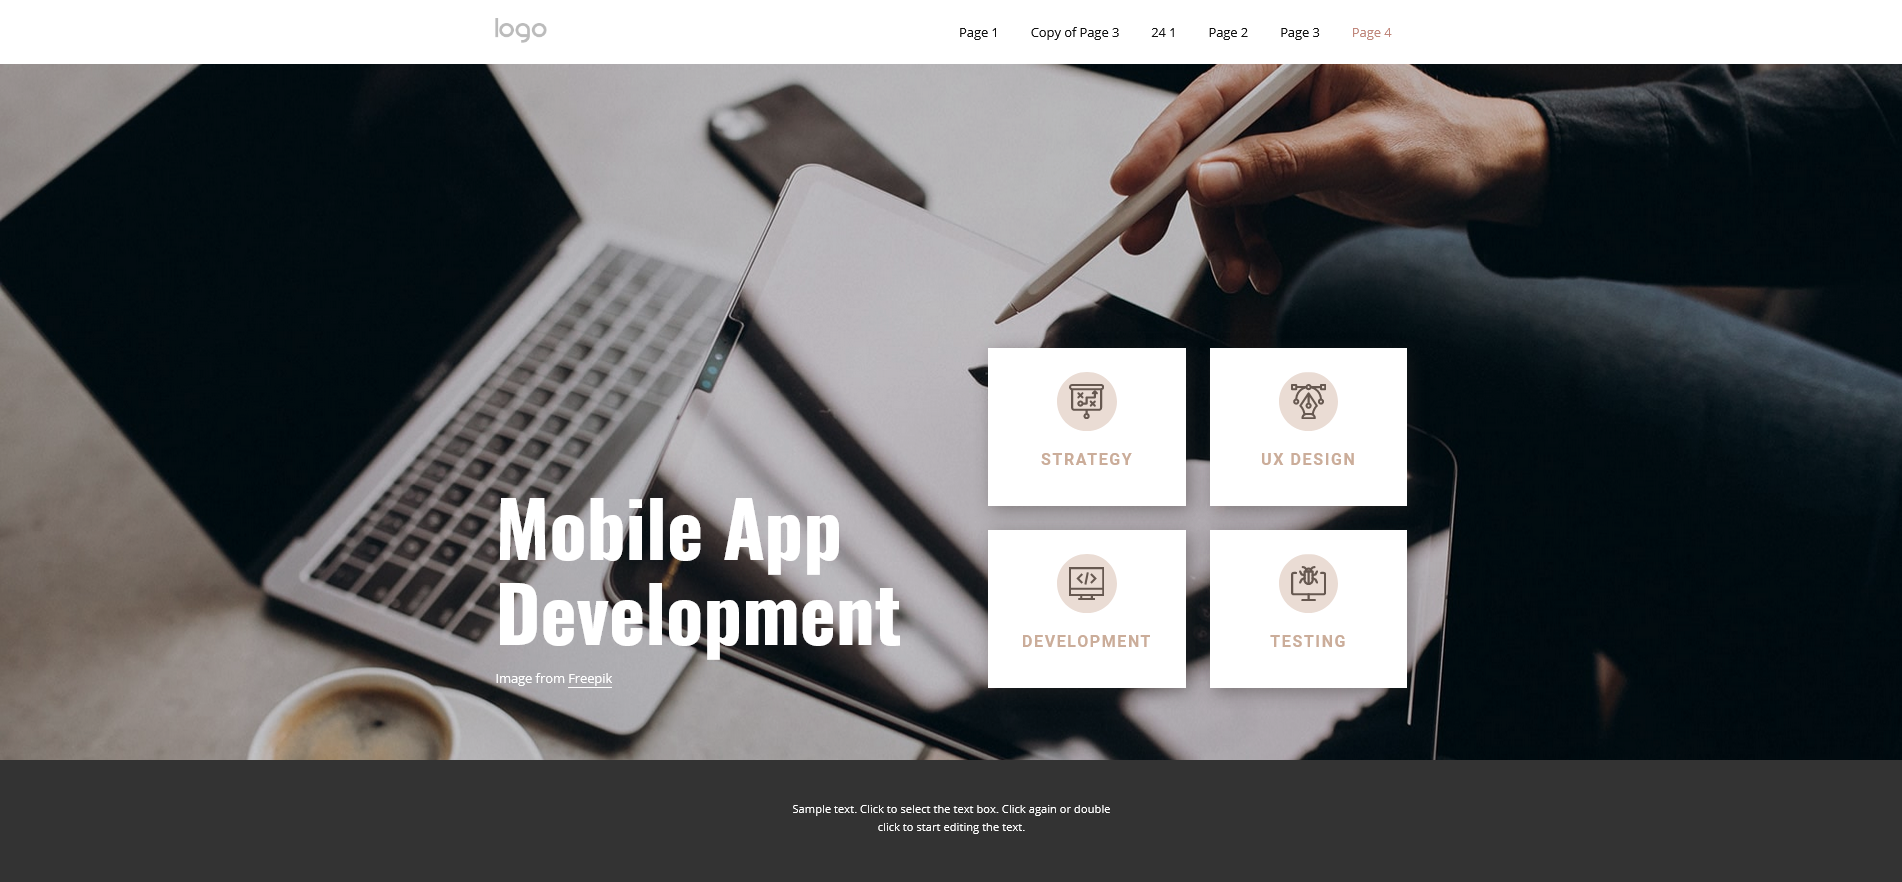 logo
Page 1 Copy of Page 3 24 1 Page 2 Page 3 Page 4
STRATEGY
UX DESIGN
Mobile App
Development
DEVELOPMENT
TESTING
Image from Freepik
Sample text. Click to select the text box. Click again or double
click to start editing the text.